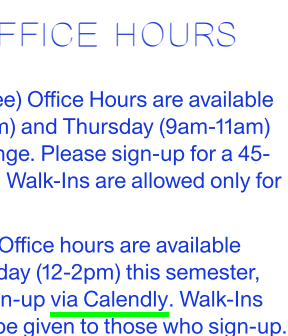 FFICE HOURS
ee) Office Hours are available
m) and Thursday (9am-11am)
nge. Please sign-up for a 45-
Walk-Ins are allowed only for
Office hours are available
day (12-2pm) this semester,
n-up via Calendly. Walk-Ins
be given to those who sign-up.